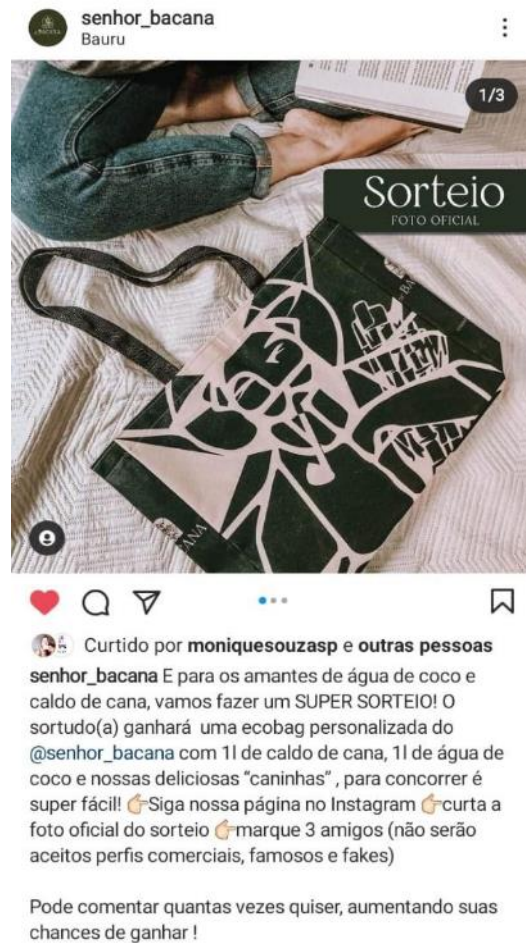 senhor_bacana
Bauru
1/3
Sorteio
FOTO OFICIAL
Curtido por moniquesouzasp e outras pessoas
senhor_bacana E para os amantes de água de coco e
caldo de cana, vamos fazer um SUPER SORTEIO! O
sortudo(a) ganhará uma ecobag personalizada do
@senhor_bacana com 1l de caldo de cana, 1l de água de
coco e nossas deliciosas “caninhas” , para concorrer é
super fácil! 👉Siga nossa página no Instagram 👉curta a
foto oficial do sorteio 👉marque 3 amigos (não serão
aceitos perfis comerciais, famosos e fakes)
Pode comentar quantas vezes quiser, aumentando suas
chances de ganhar !